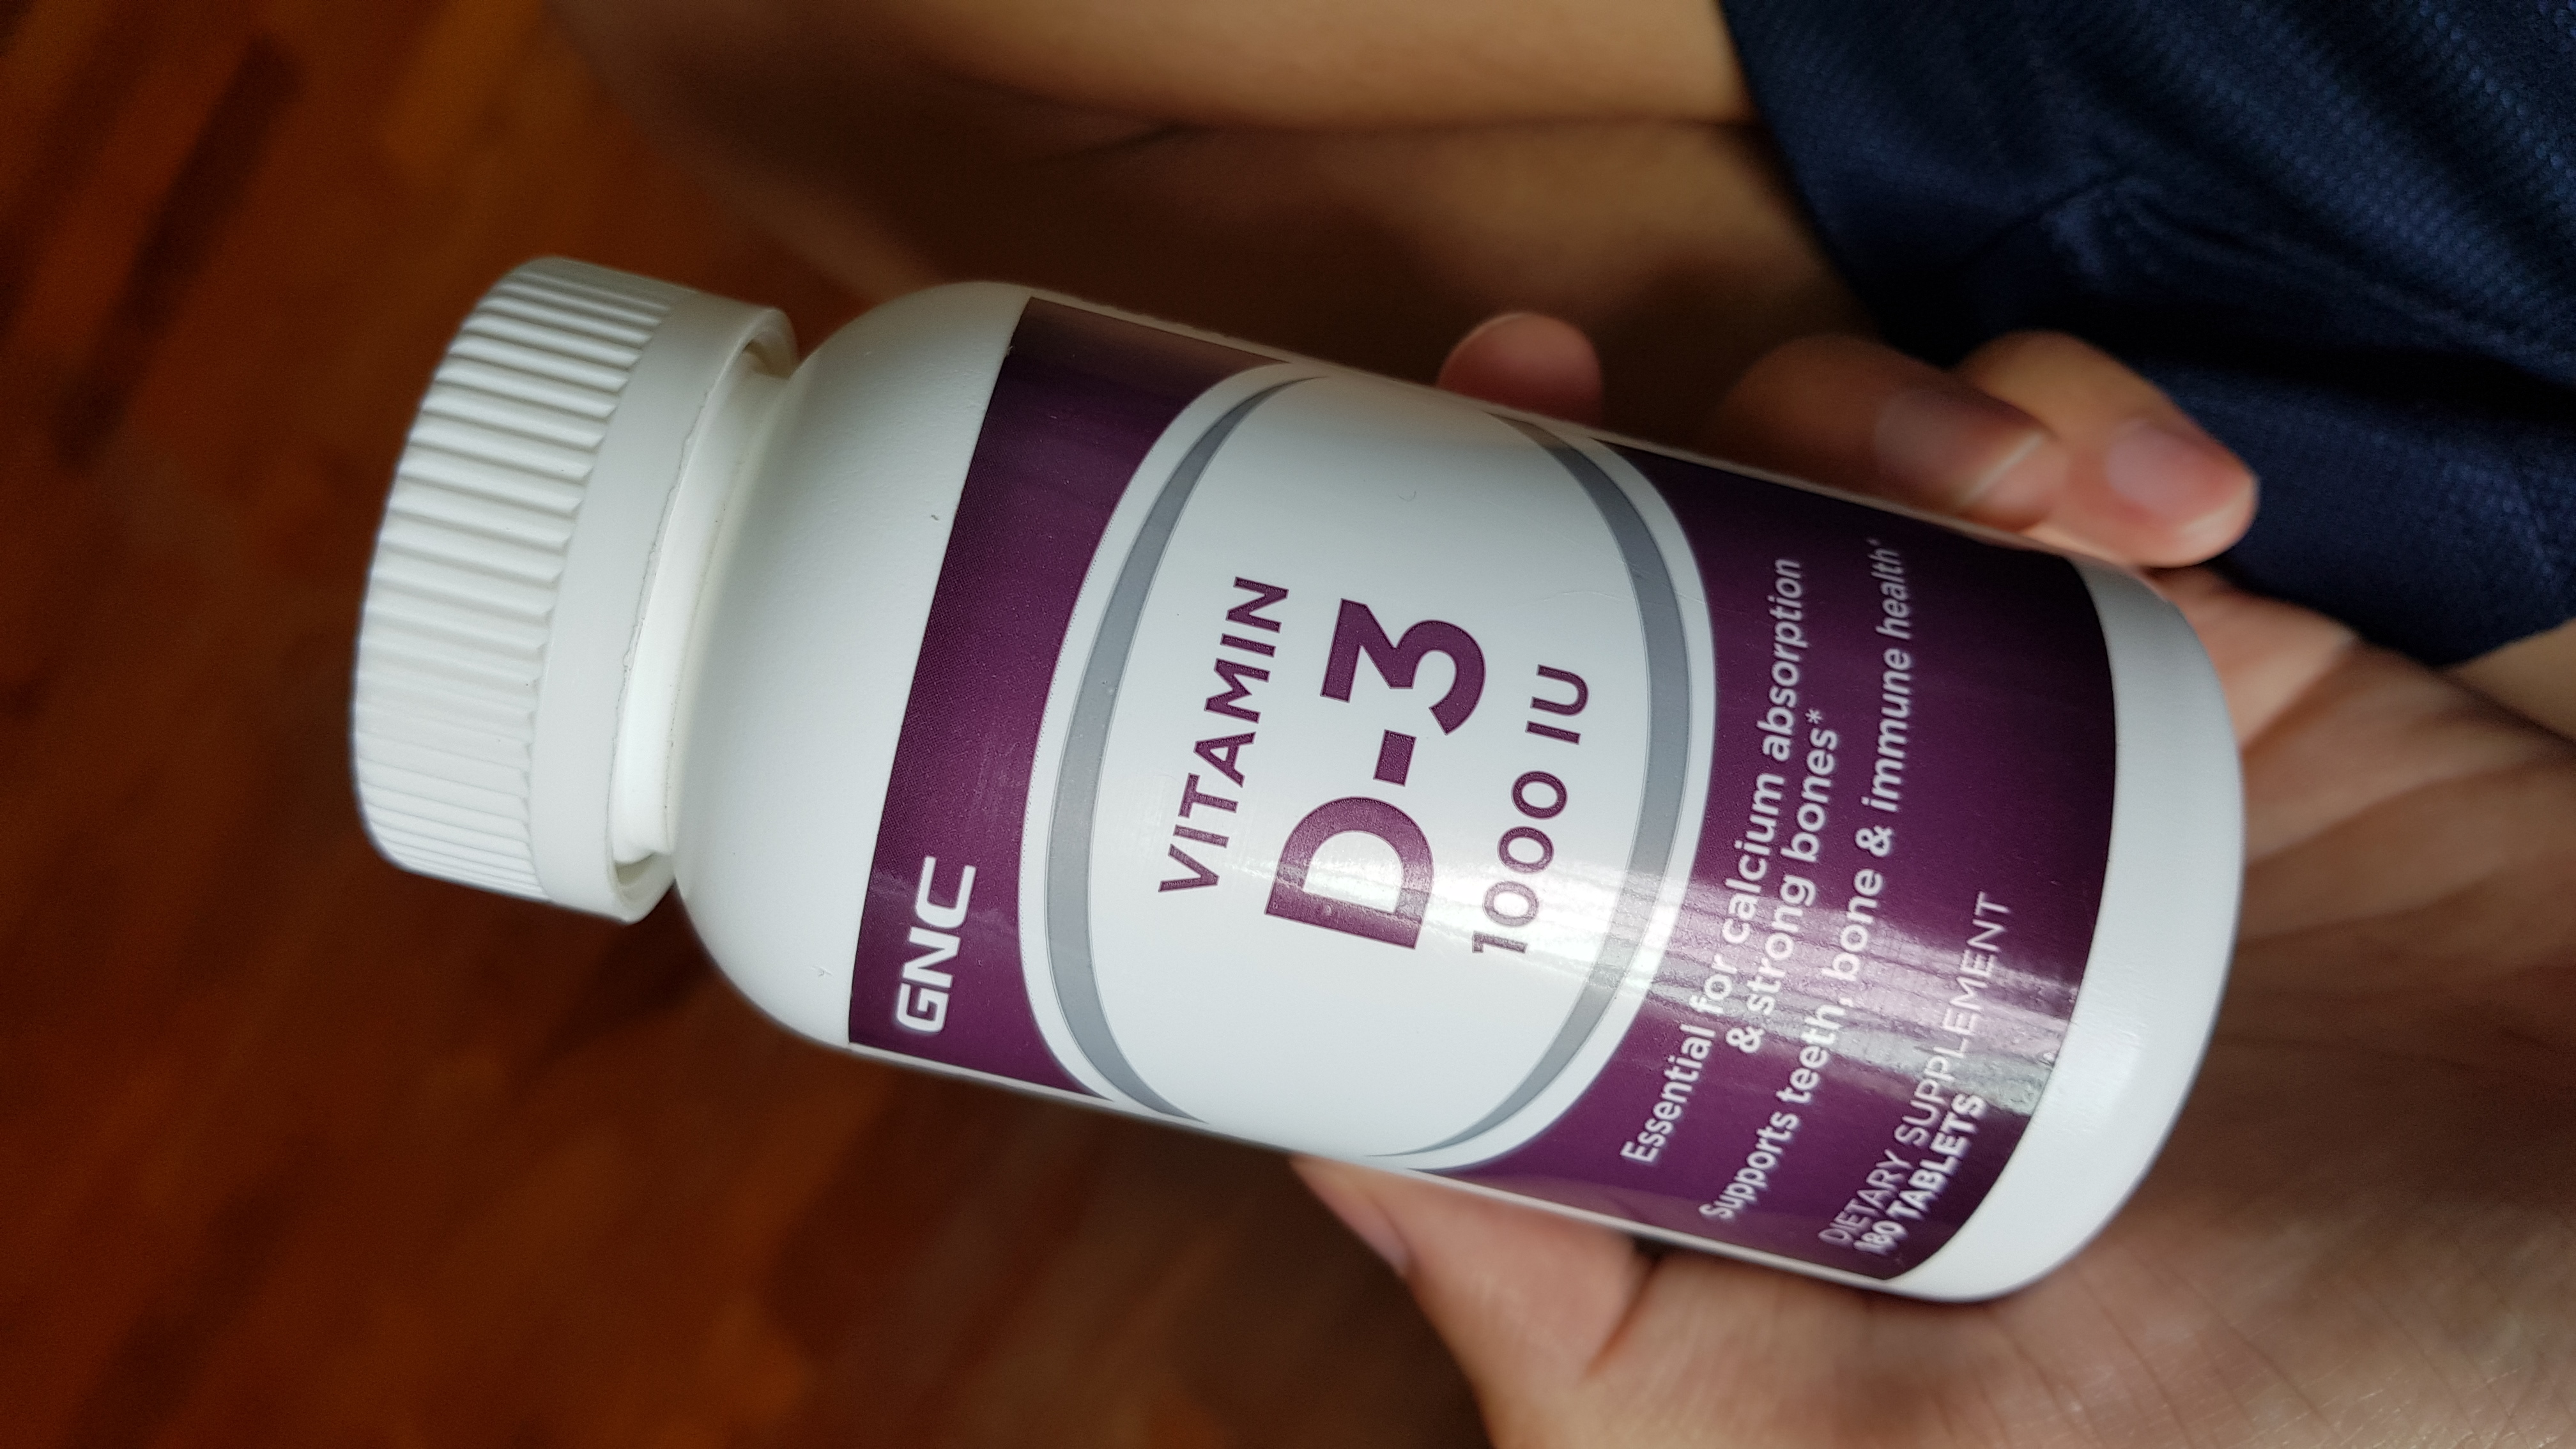 GNC
VITAMIN
D-3
1000 IU
Essential for calcium absorption
& strong bones*
Supports teeth, bone & immune health*
DIETARY SUPPLEMENT
180 TABLETS